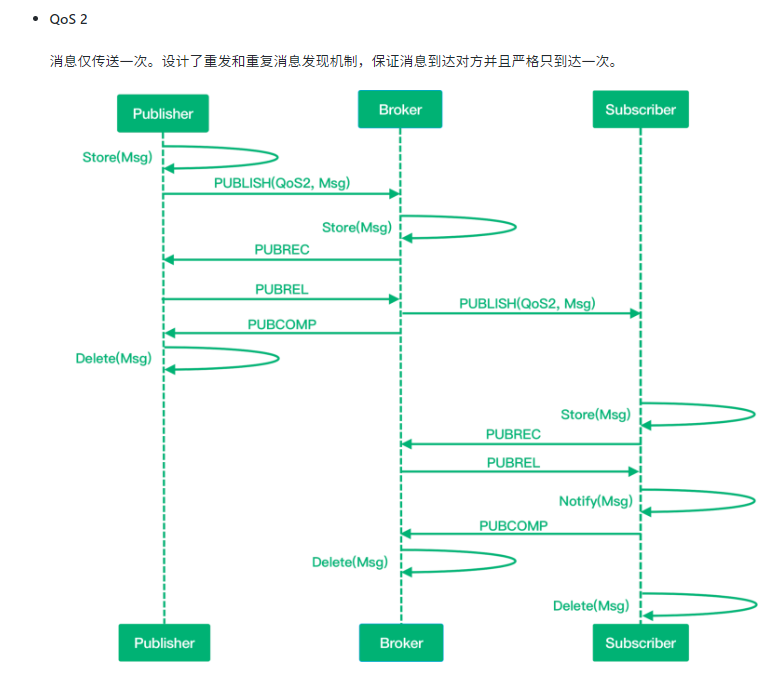 QoS 2
消息仅传送一次。设计了重发和重复消息发现机制，保证消息到达对方并且严格只到达一次。
Publisher
Broker
Subscriber
Store(Msg)
PUBLISH(QoS2, Msg)
Store(Msg)
PUBREC
PUBREL
PUBLISH(QoS2, Msg)
PUBCOMP
Delete(Msg)
Store(Msg)
PUBREC
PUBREL
Notify(Msg)
PUBCOMP
Delete(Msg)
Delete(Msg)
Publisher
Broker
Subscriber